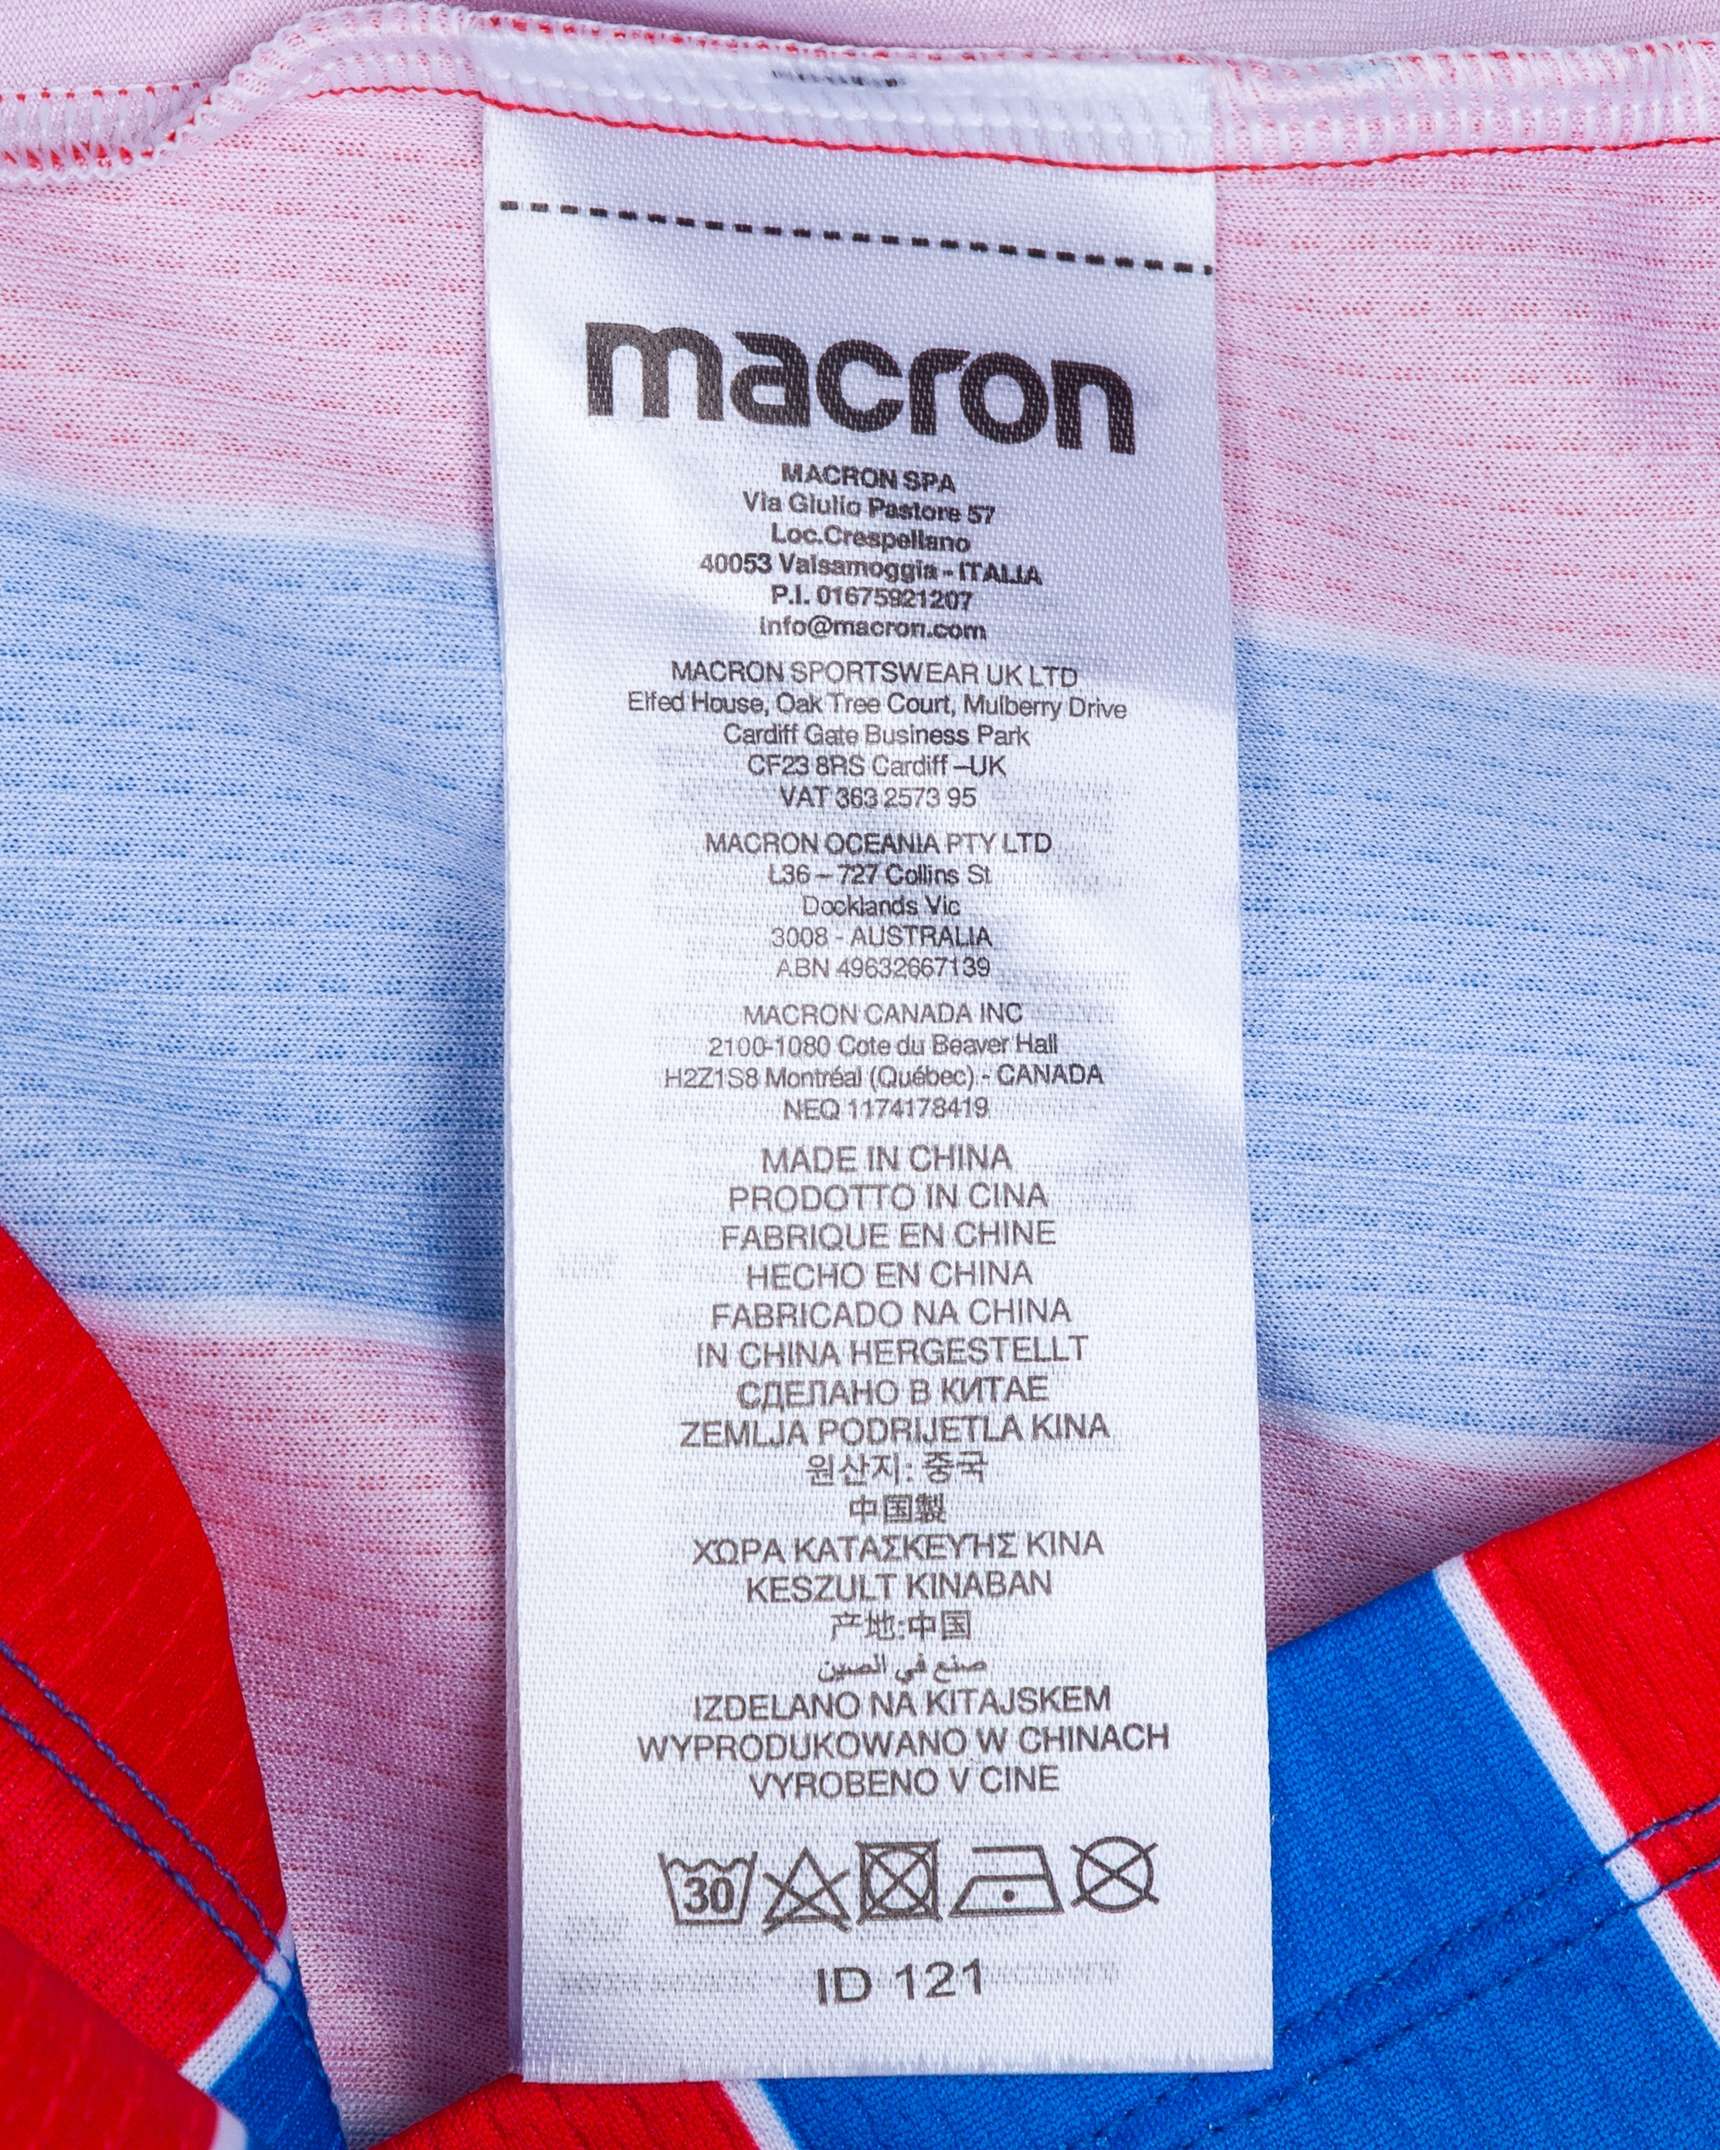 macron
MACRON SPA
Via Giulio Pastore 57
Loc.Crespellano
40053 Valsamoggia - ITALIA
P.I. 01675921207
info@macron.com
MACRON SPORTSWEAR UK LTD
Elfed House, Oak Tree Court, Mulberry Drive
Cardiff Gate Business Park
CF23 8RS Cardiff –UK
VAT 363 2573 95
MACRON OCEANIA PTY LTD
L36 – 727 Collins St
Docklands Vic
3008 - AUSTRALIA
ABN 49632667139
MACRON CANADA INC
2100-1080 Cote du Beaver Hall
H2Z1S8 Montréal (Québec) - CANADA
NEQ 1174178419
MADE IN CHINA
PRODOTTO IN CINA
FABRIQUE EN CHINE
HECHO EN CHINA
FABRICADO NA CHINA
IN CHINA HERGESTELLT
СДЕЛАНО В КИТАЕ
ZEMLJA PODRIJETLA KINA
원산지: 중국
中国製
ΧΩΡΑ ΚΑΤΑΣΚΕΥΉΣ ΚΙΝΑ
KESZULT KINABAN
产地:中国
صنع في الصين
IZDELANO NA KITAJSKEM
WYPRODUKOWANO W CHINACH
VYROBENO V CINE
30
ID 121